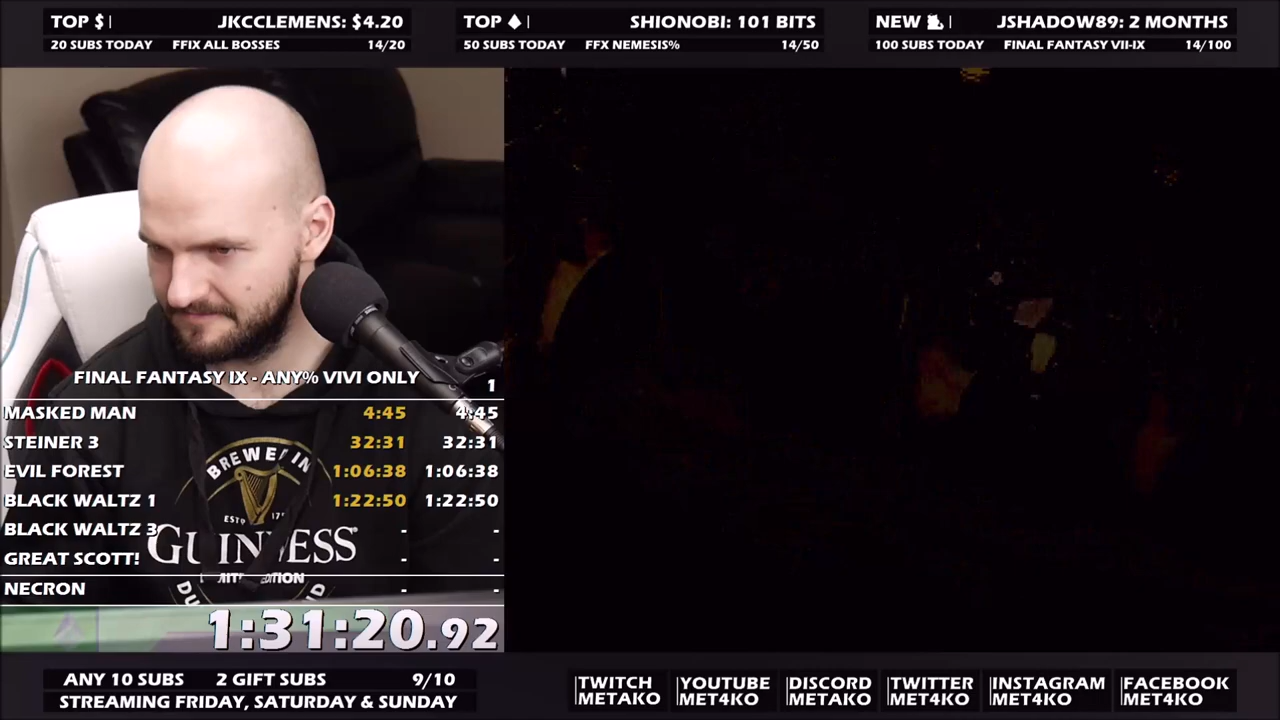 TOP $| JKCCLEMENS: $4.20
20 SUBS TODAY FFIX ALL BOSSES 14/20
TOP ♦| SHIONOBI: 101 BITS
50 SUBS TODAY FFX NEMESIS% 14/50
NEW | JSHADOW89: 2 MONTHS
100 SUBS TODAY FINAL FANTASY VII-IX 14/100
FINAL FANTASY IX - ANY% VIVI ONLY 1
MASKED MAN 4:45 4:45
STEINER 3 32:31 32:31
EVIL FOREST 1:06:38 1:06:38
BLACK WALTZ 1 1:22:50 1:22:50
BLACK WALTZ 3 - -
GREAT SCOTT! - -
NECRON - -
1:31:20.92
BREWED IN
GUINNESS
ANY 10 SUBS 2 GIFT SUBS 9/10
STREAMING FRIDAY, SATURDAY & SUNDAY
TWITCH
METAKO
YOUTUBE
MET4KO
DISCORD
METAKO
TWITTER
MET4KO
INSTAGRAM
MET4KO
FACEBOOK
MET4KO